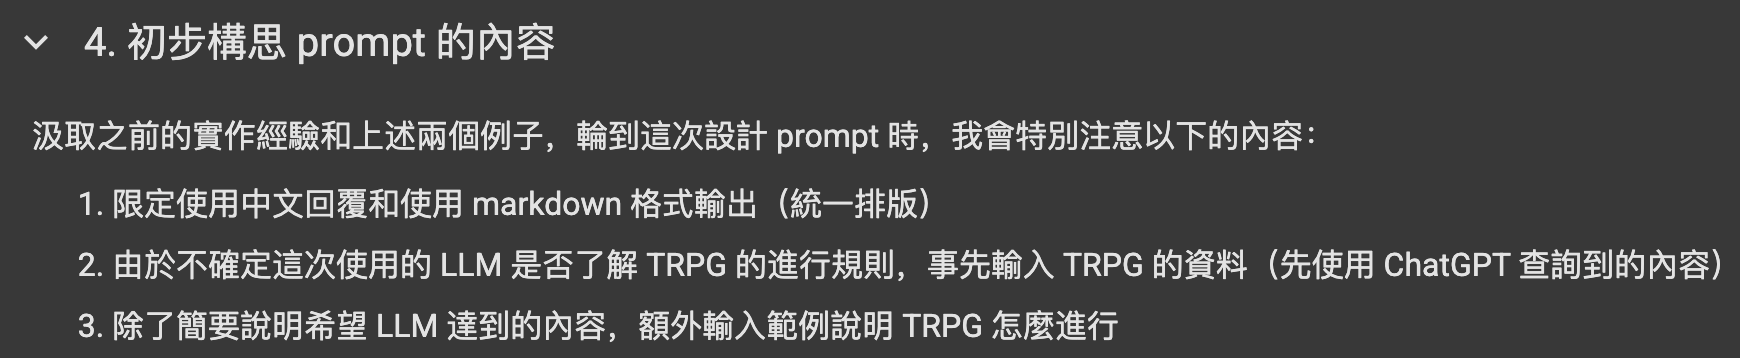 4. 初步構思 prompt 的內容
汲取之前的實作經驗和上述兩個例子，輪到這次設計 prompt 時，我會特別注意以下的內容：
1. 限定使用中文回覆和使用 markdown 格式輸出（統一排版）
2. 由於不確定這次使用的 LLM 是否了解 TRPG 的進行規則，事先輸入 TRPG 的資料（先使用 ChatGPT 查詢到的內容）
3. 除了簡要說明希望 LLM 達到的內容，額外輸入範例說明 TRPG 怎麼進行